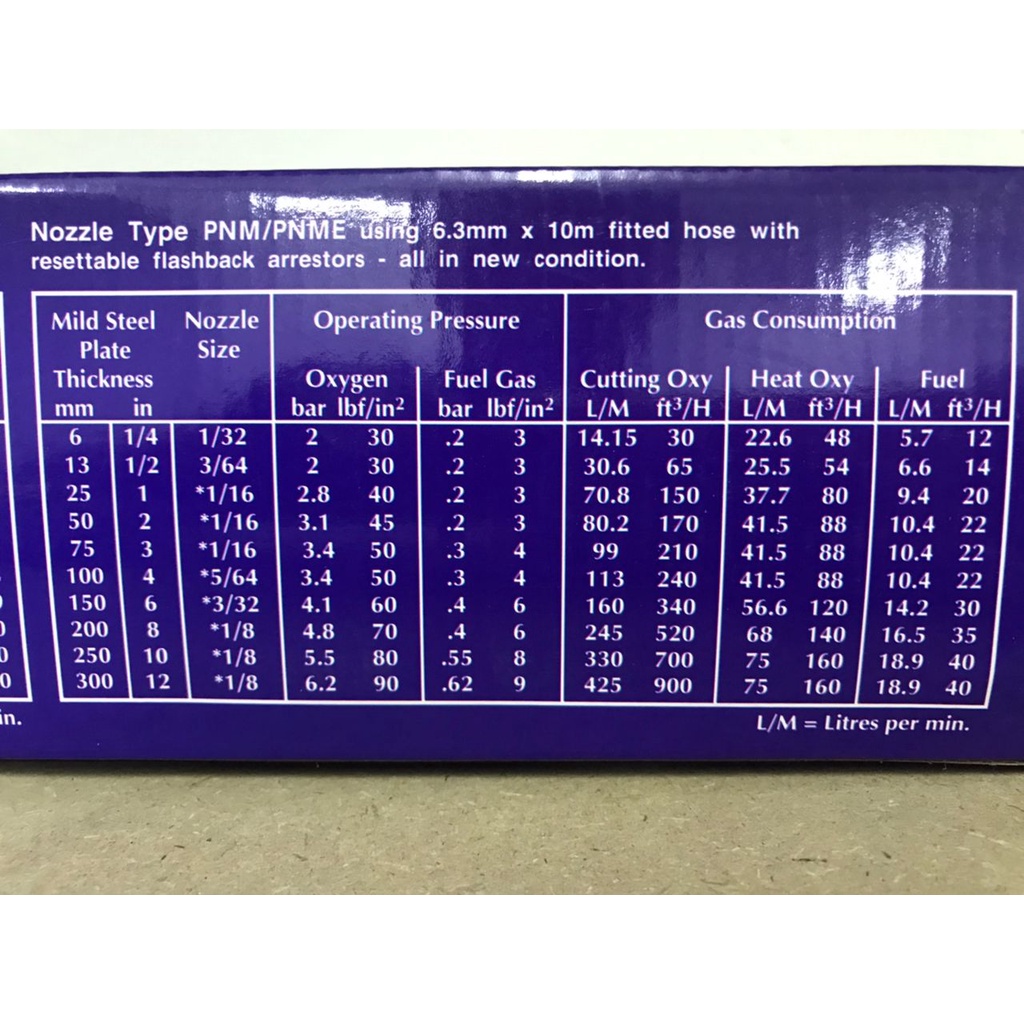 Nozzle Type PNM/PNME using 6.3mm x 10m fitted hose with
resettable flashback arrestors - all in new condition.
Mild Steel Nozzle Operating Pressure Gas Consumption
Plate Size
Thickness Oxygen Fuel Gas Cutting Oxy Heat Oxy Fuel
mm in bar lbf/in² bar lbf/in² L/M ft³/H L/M ft³/H L/M ft³/H
6 1/4 1/32 2 30 .2 3 14.15 30 22.6 48 5.7 12
13 1/2 3/64 2 30 .2 3 30.6 65 25.5 54 6.6 14
25 1 *1/16 2.8 40 .2 3 70.8 150 37.7 80 9.4 20
50 2 *1/16 3.1 45 .2 3 80.2 170 41.5 88 10.4 22
75 3 *1/16 3.4 50 .3 4 99 210 41.5 88 10.4 22
100 4 *5/64 3.4 50 .3 4 113 240 41.5 88 10.4 22
150 6 *3/32 4.1 60 .4 6 160 340 56.6 120 14.2 30
200 8 *1/8 4.8 70 .4 6 245 520 68 140 16.5 35
250 10 *1/8 5.5 80 .55 8 330 700 75 160 18.9 40
300 12 *1/8 6.2 90 .62 9 425 900 75 160 18.9 40
in.
L/M = Litres per min.